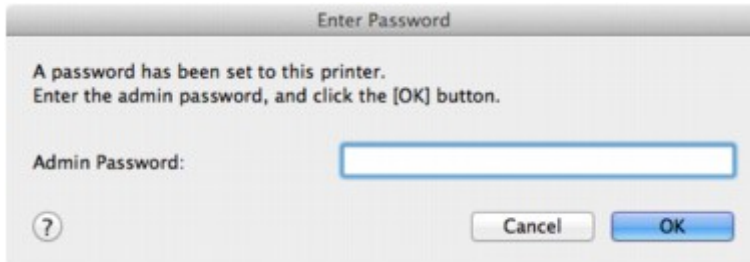 Enter Password
A password has been set to this printer.
Enter the admin password, and click the [OK] button.
Admin Password:
?
Cancel
OK